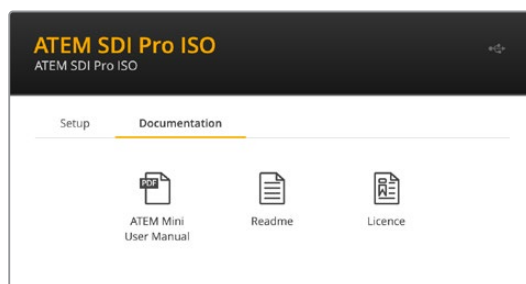 ATEM SDI Pro ISO
ATEM SDI Pro ISO
Setup Documentation
PDF
ATEM Mini
User Manual
Readme
Licence